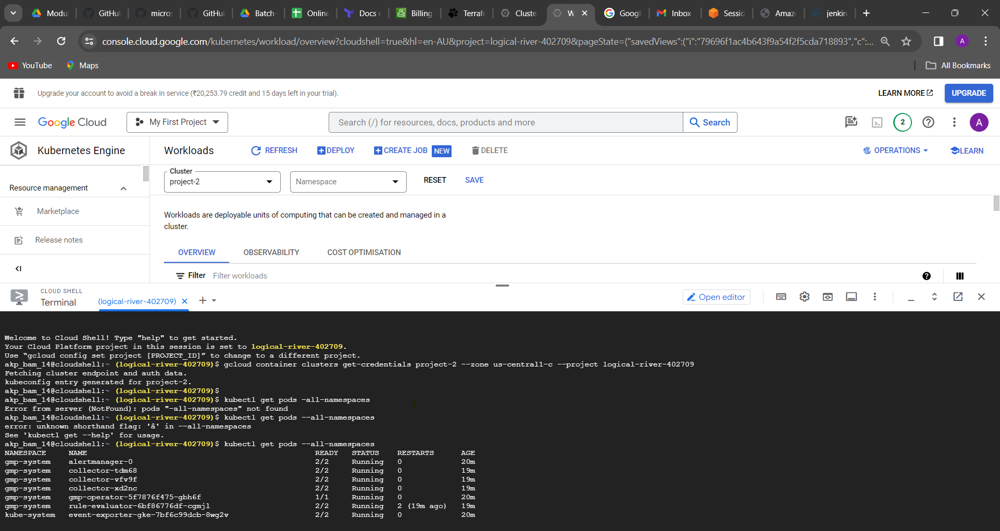 Modu
GitHu
micros
GitHu
Batch-
Online
Docs c
Billing
Terrafo
Cluste
W
Googl
Inbox
Sessio
Amazo
jenkin
console.cloud.google.com/kubernetes/workload/overview?cloudshell=true&hl=en-AU&project=logical-river-402709&pageState=("savedViews":("i":"79696f1ac4b643f9a54f2f5cda718893","c":...
A
YouTube
Maps
All Bookmarks
Upgrade your account to avoid a break in service (₹20,253.79 credit and 15 days left in your trial).
LEARN MORE
UPGRADE
Google Cloud
My First Project
Search (/) for resources, docs, products and more
Search
2
A
Kubernetes Engine
Workloads
REFRESH
DEPLOY
CREATE JOB NEW
DELETE
OPERATIONS
LEARN
Resource management
Marketplace
Release notes
Cluster
project-2
Namespace
RESET
SAVE
Workloads are deployable units of computing that can be created and managed in a
cluster.
OVERVIEW
OBSERVABILITY
COST OPTIMISATION
Filter Filter workloads
CLOUD SHELL
Terminal
(logical-river-402709)
Open editor
Welcome to Cloud Shell! Type "help" to get started.
Your Cloud Platform project in this session is set to logical-river-402709.
Use “gcloud config set project [PROJECT_ID]” to change to a different project.
akp_bam_14@cloudshell:~ (logical-river-402709)$ gcloud container clusters get-credentials project-2 --zone us-central1-c --project logical-river-402709
Fetching cluster endpoint and auth data.
kubeconfig entry generated for project-2.
akp_bam_14@cloudshell:~ (logical-river-402709)$
akp_bam_14@cloudshell:~ (logical-river-402709)$ kubectl get pods –all-namespaces
Error from server (NotFound): pods "–all-namespaces" not found
akp_bam_14@cloudshell:~ (logical-river-402709)$ kubectl get pods -–all-namespaces
error: unknown shorthand flag: 'â' in -–all-namespaces
See 'kubectl get --help' for usage.
akp_bam_14@cloudshell:~ (logical-river-402709)$ kubectl get pods --all-namespaces
NAMESPACE NAME READY STATUS RESTARTS AGE
gmp-system alertmanager-0 2/2 Running 0 20m
gmp-system collector-tdm68 2/2 Running 0 19m
gmp-system collector-vfv9f 2/2 Running 0 19m
gmp-system collector-xd2nc 2/2 Running 0 19m
gmp-system gmp-operator-5f7876f475-gbh6f 1/1 Running 0 20m
gmp-system rule-evaluator-6bf86776df-cgmjl 2/2 Running 2 (19m ago) 19m
kube-system event-exporter-gke-7bf6c99dcb-8wg2v 2/2 Running 0 20m